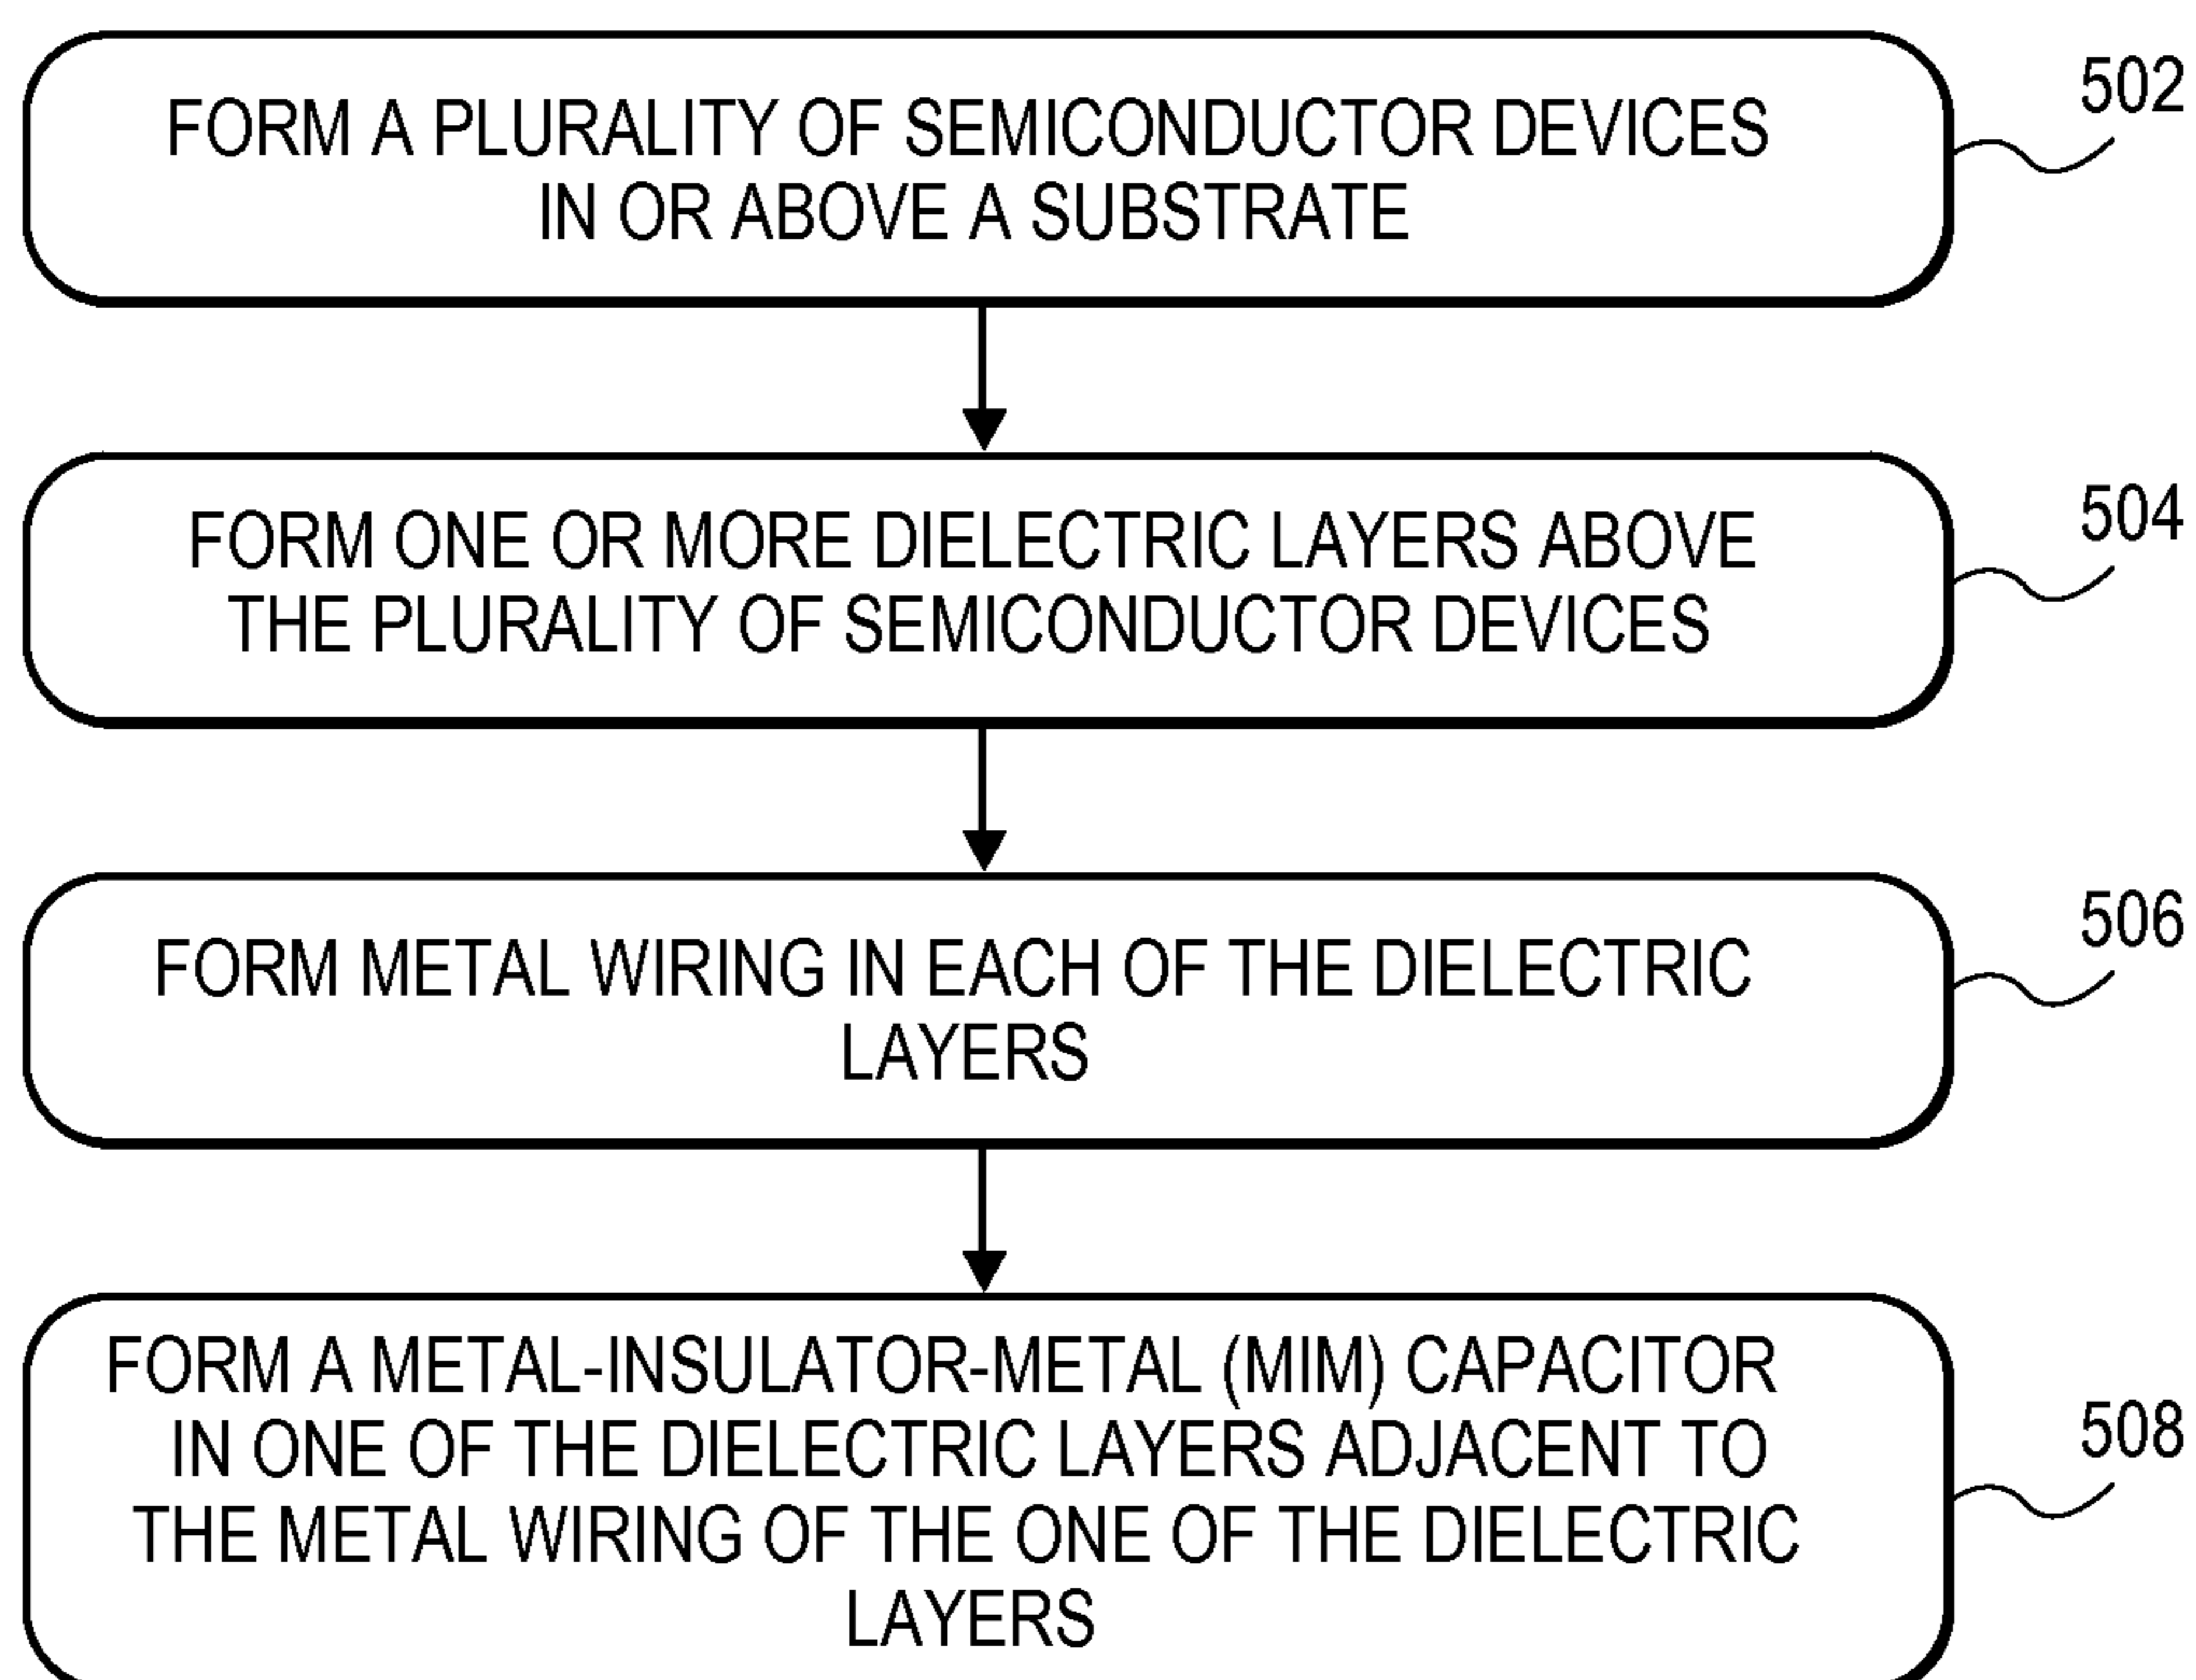 FORM A PLURALITY OF SEMICONDUCTOR DEVICES
IN OR ABOVE A SUBSTRATE
502
FORM ONE OR MORE DIELECTRIC LAYERS ABOVE
THE PLURALITY OF SEMICONDUCTOR DEVICES
504
FORM METAL WIRING IN EACH OF THE DIELECTRIC
LAYERS
506
FORM A METAL-INSULATOR-METAL (MIM) CAPACITOR
IN ONE OF THE DIELECTRIC LAYERS ADJACENT TO
THE METAL WIRING OF THE ONE OF THE DIELECTRIC
LAYERS
508